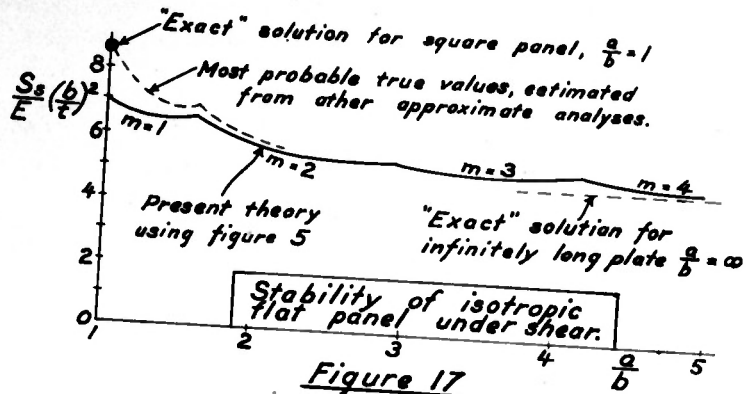 "Exact" solution for square panel, a/b = 1
Most probable true values, estimated
from other approximate analyses.
Ss/E (b/t)²
8
6
4
2
0
m=1
m=2
m=3
m=4
Present theory
using figure 5
"Exact" solution for
infinitely long plate a/b = ∞
Stability of isotropic
flat panel under shear.
1
2
3
4
5
a/b
Figure 17